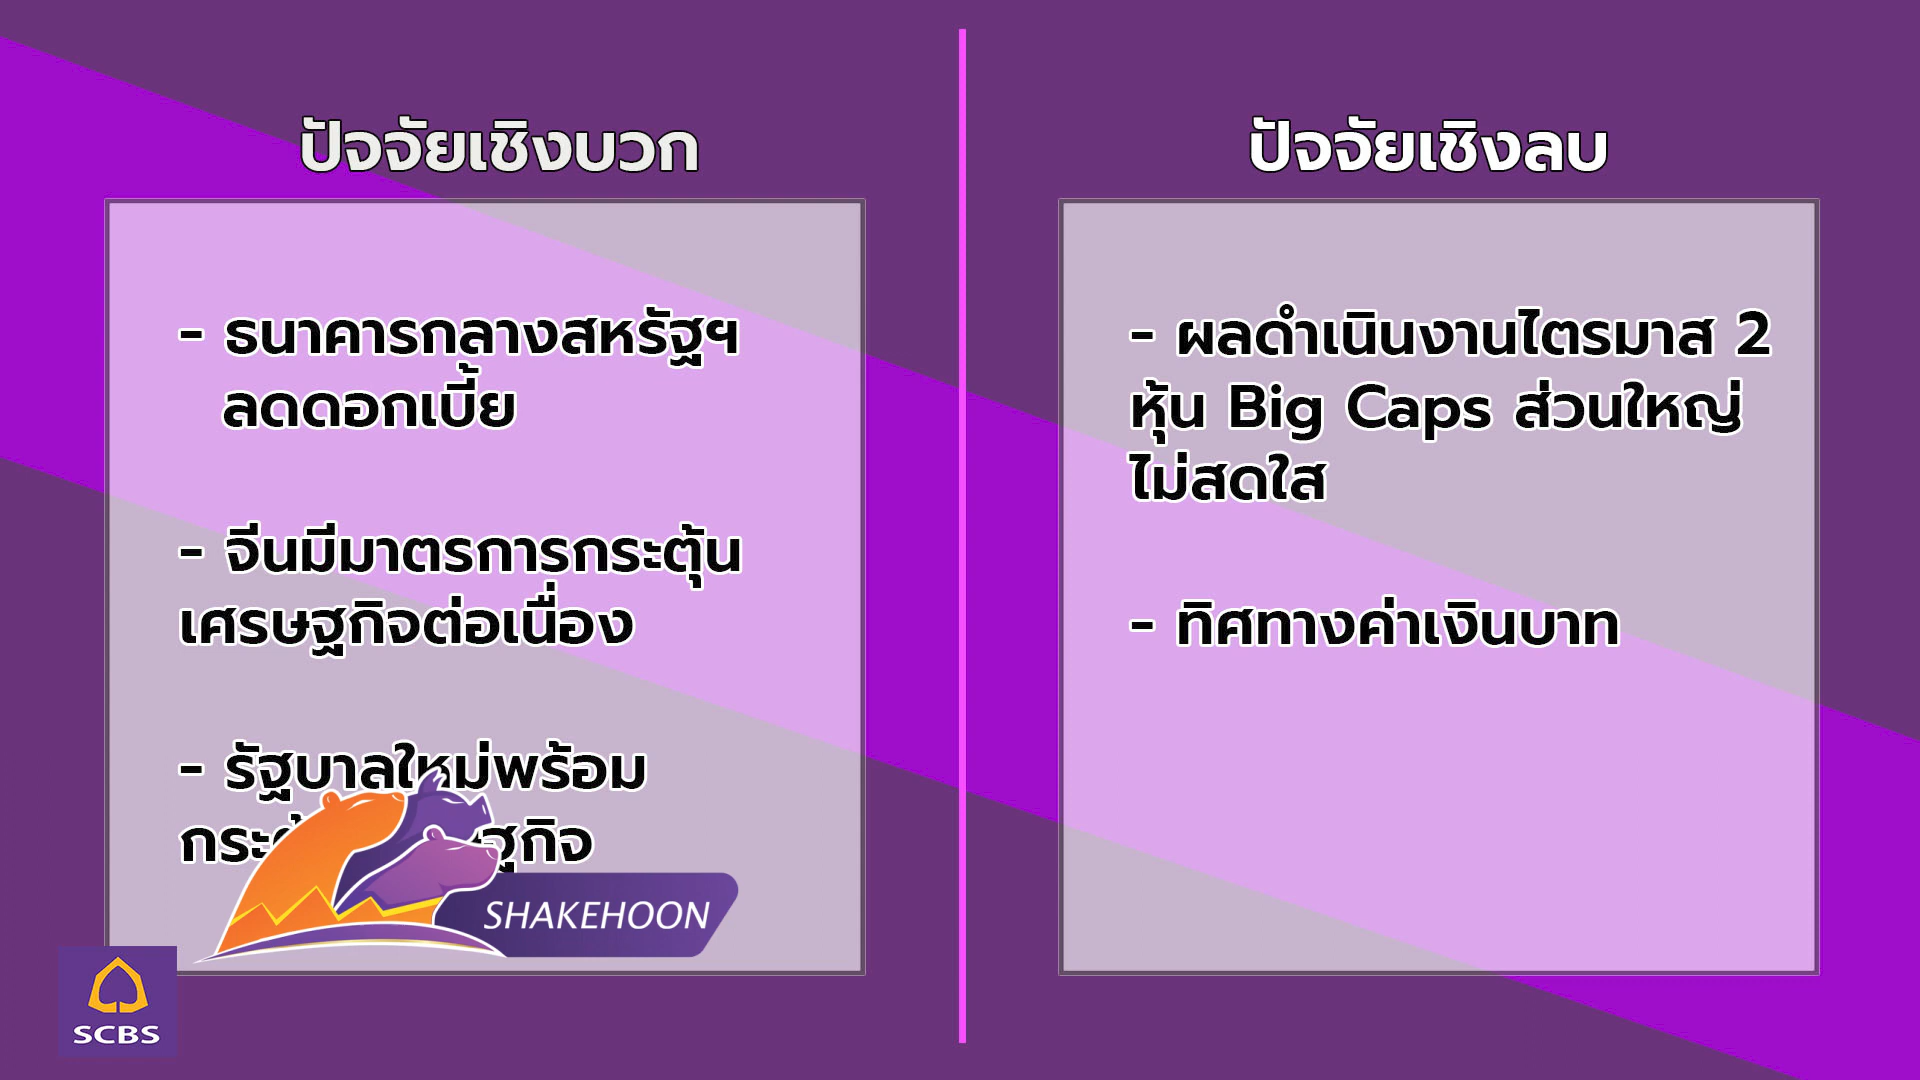 ปัจจัยเชิงบวก
- ธนาคารกลางสหรัฐฯ
ลดดอกเบี้ย
- จีนมีมาตรการกระตุ้น
เศรษฐกิจต่อเนื่อง
- รัฐบาลใหม่พร้อม
ปัจจัยเชิงลบ
- ผลดำเนินงานไตรมาส 2
หุ้น Big Caps ส่วนใหญ่
ไม่สดใส
- ทิศทางค่าเงินบาท
SHAKEHOON
SCBS